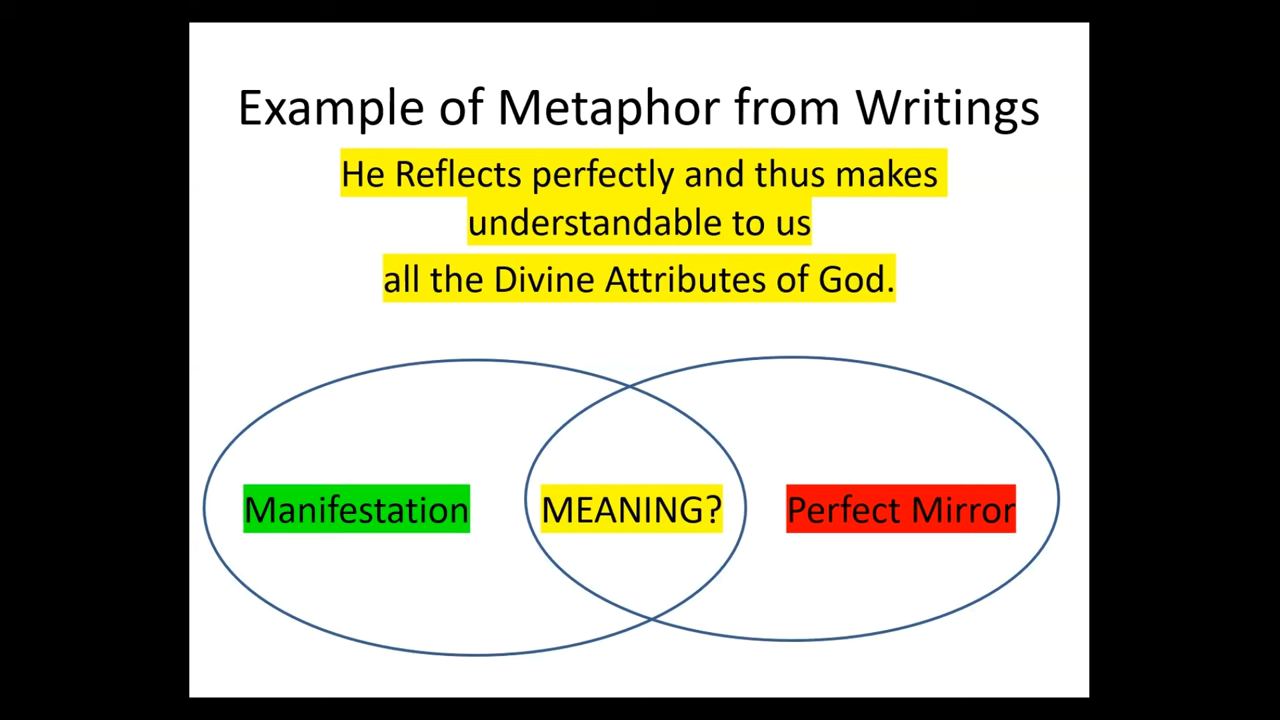 Example of Metaphor from Writings
He Reflects perfectly and thus makes
understandable to us
all the Divine Attributes of God.
Manifestation MEANING? Perfect Mirror